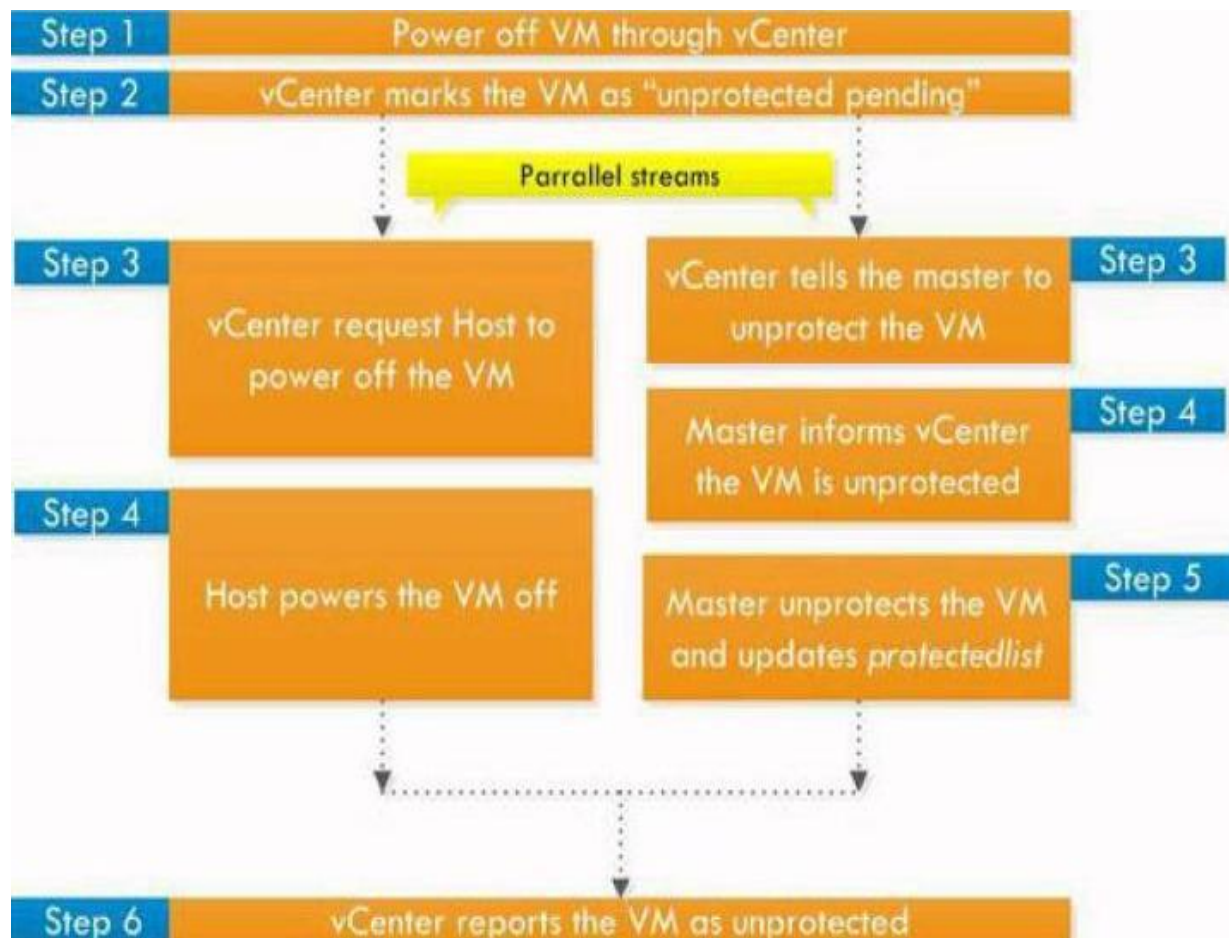 Step 1
Power off VM through vCenter
Step 2
vCenter marks the VM as "unprotected pending"
Parrallel streams
Step 3
vCenter request Host to
power off the VM
Step 4
Host powers the VM off
vCenter tells the master to
unprotect the VM
Step 3
Master informs vCenter
the VM is unprotected
Step 4
Master unprotects the VM
and updates protectedlist
Step 5
Step 6
vCenter reports the VM as unprotected